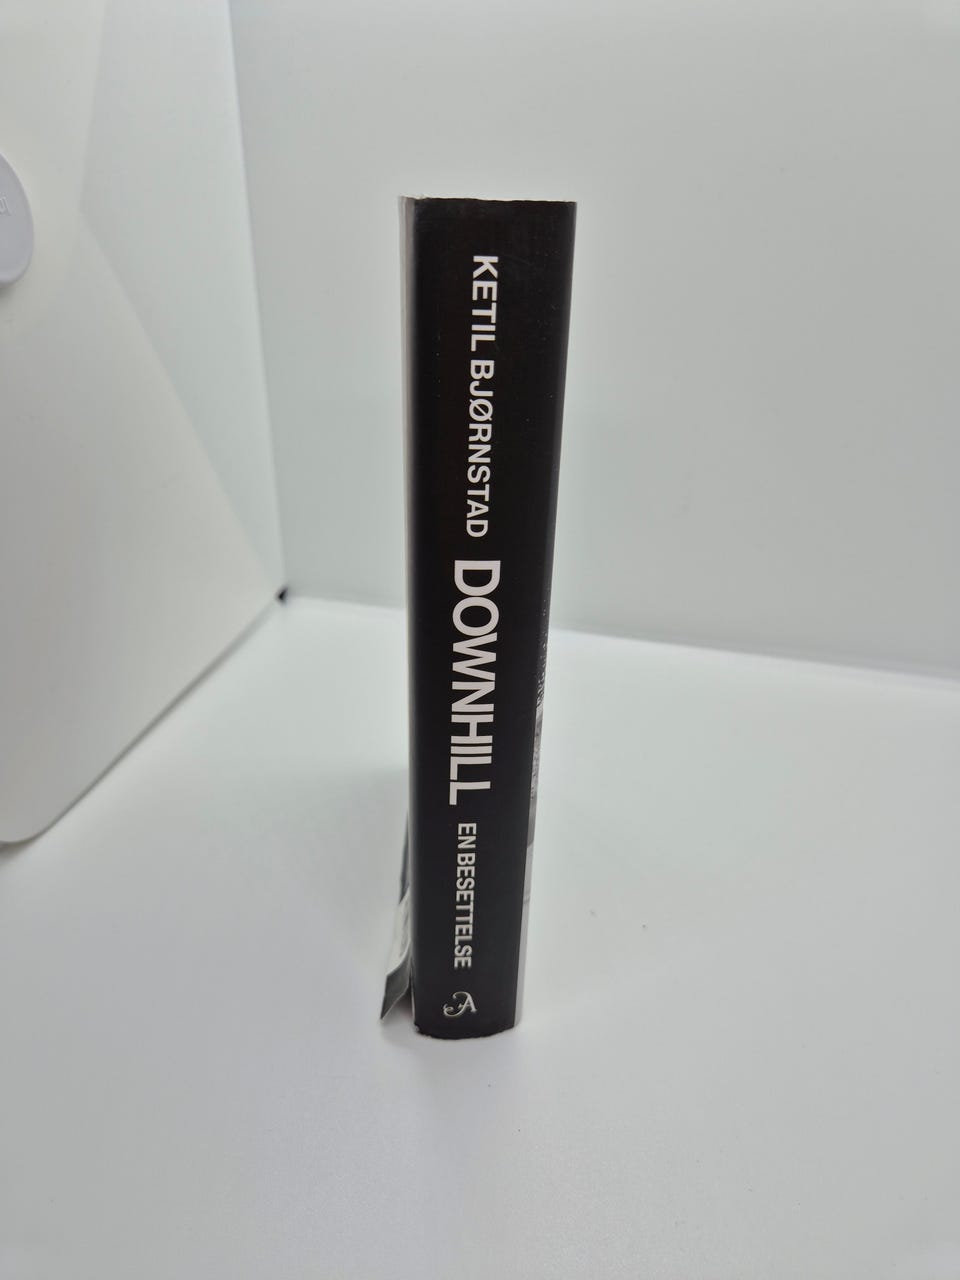 KETIL BJØRNSTAD
DOWNHILL
EN BESETTELSE
A